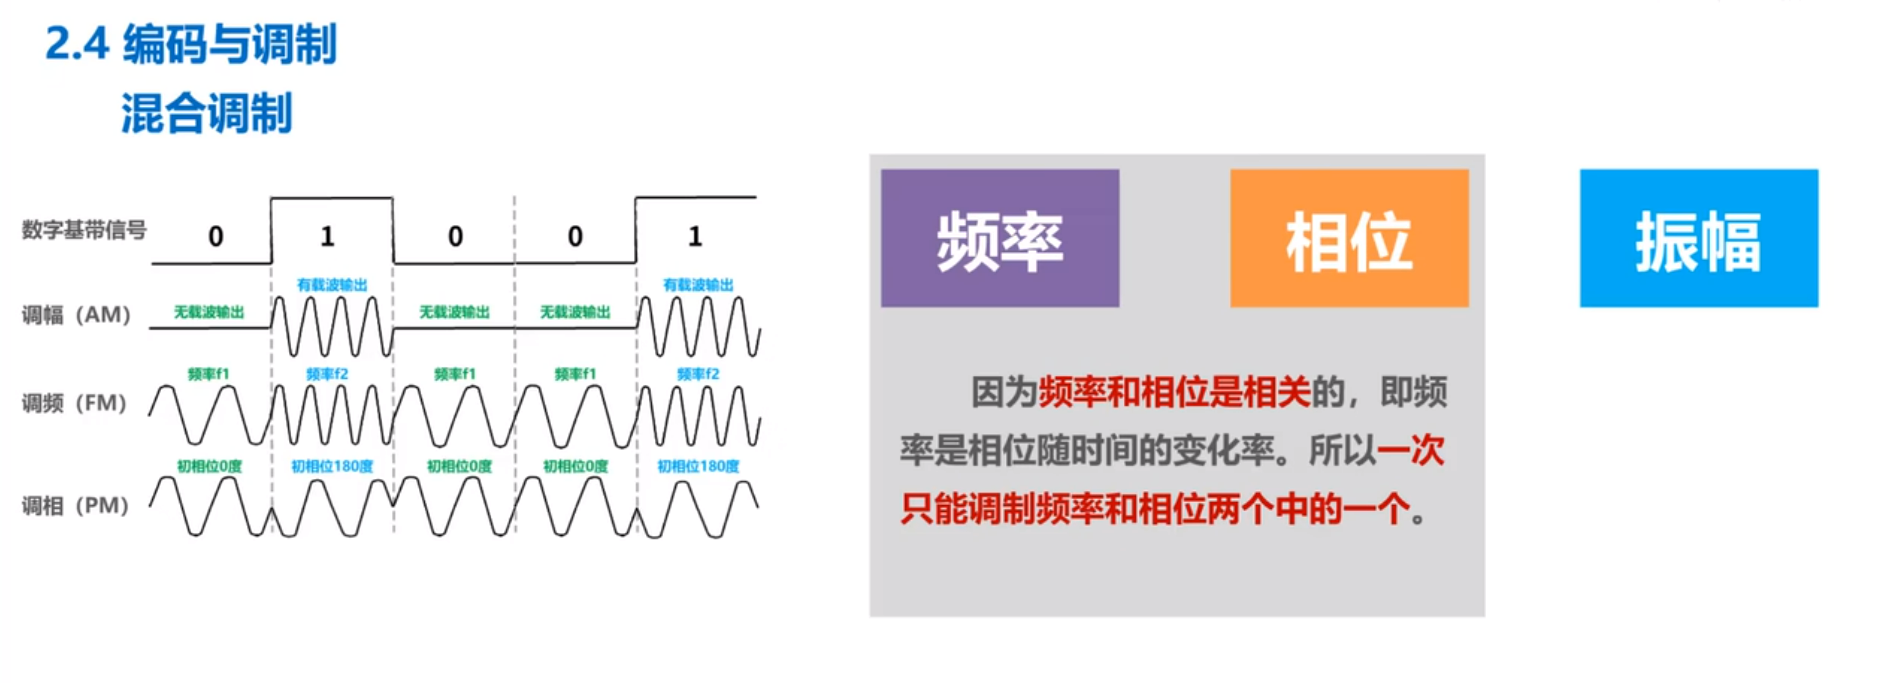 2.4 编码与调制
混合调制
数字基带信号
0 1 0 0 1
有载波输出 有载波输出
调幅（AM） 无载波输出 无载波输出 无载波输出
频率f1 频率f2 频率f1 频率f1 频率f2
调频（FM）
初相位0度 初相位180度 初相位0度 初相位0度 初相位180度
调相（PM）
频率 相位 振幅
因为频率和相位是相关的，即频
率是相位随时间的变化率。所以一次
只能调制频率和相位两个中的一个。